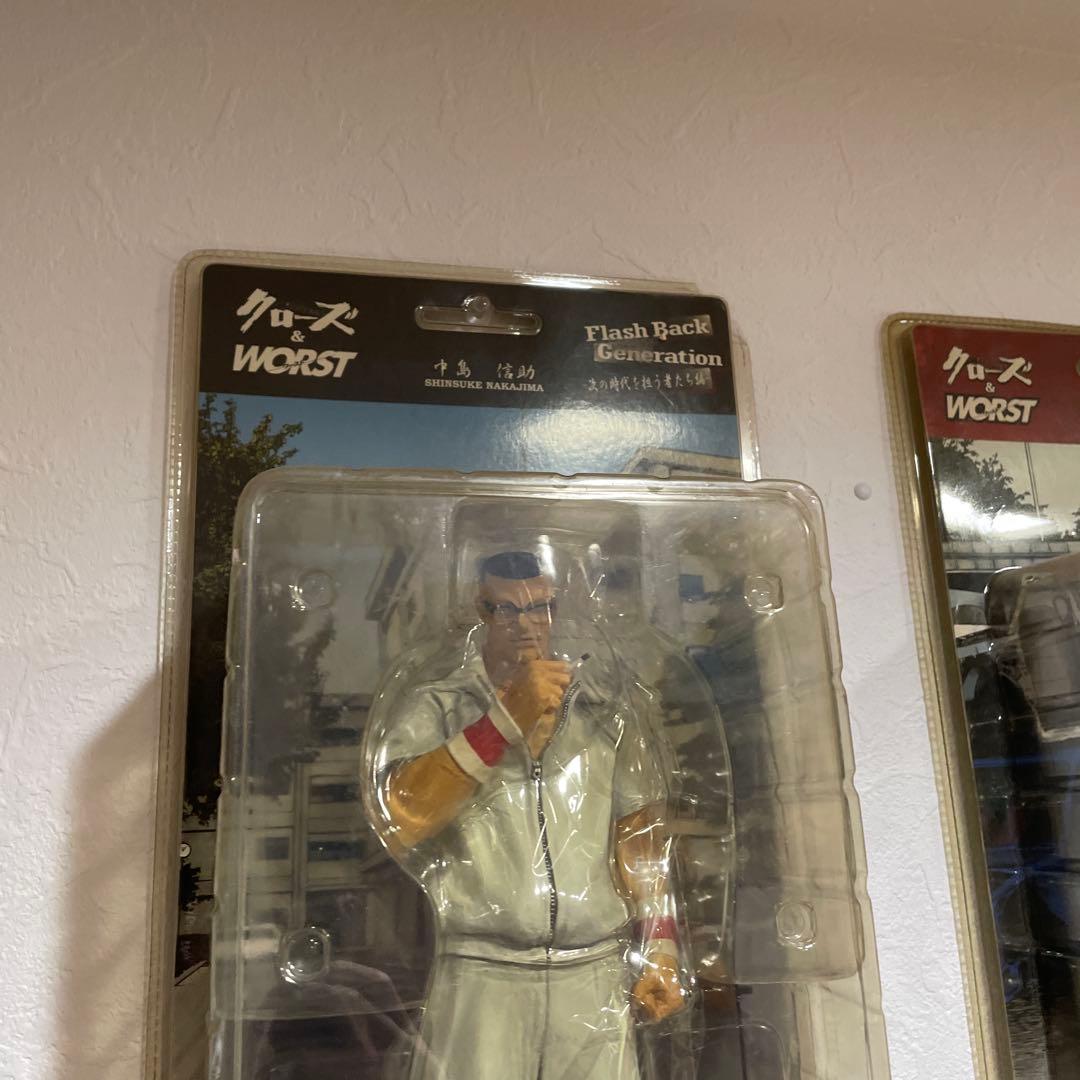 クローズ
&
WORST
中島 信助
SHINSUKE NAKAJIMA
Flash Back
Generation
次の時代を担う者たち編
クローズ
&
WORST